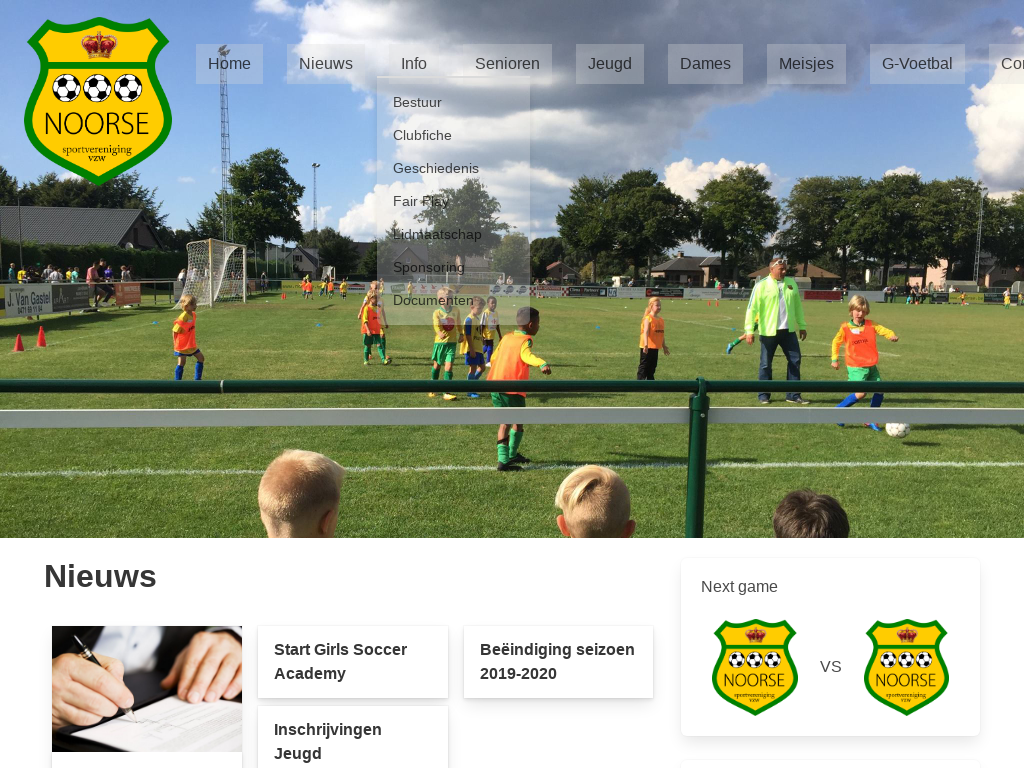 NOORSE
sportvereniging
vzw
Home
Nieuws
Info
Senioren
Jeugd
Dames
Meisjes
G-Voetbal
Bestuur
Clubfiche
Geschiedenis
Fair Play
Lidmaatschap
Sponsoring
Documenten
J. Van Gastel
Nieuws
Start Girls Soccer
Academy
Beëindiging seizoen
2019-2020
Inschrijvingen
Jeugd
Next game
NOORSE
sportvereniging
vzw
VS
NOORSE
sportvereniging
vzw